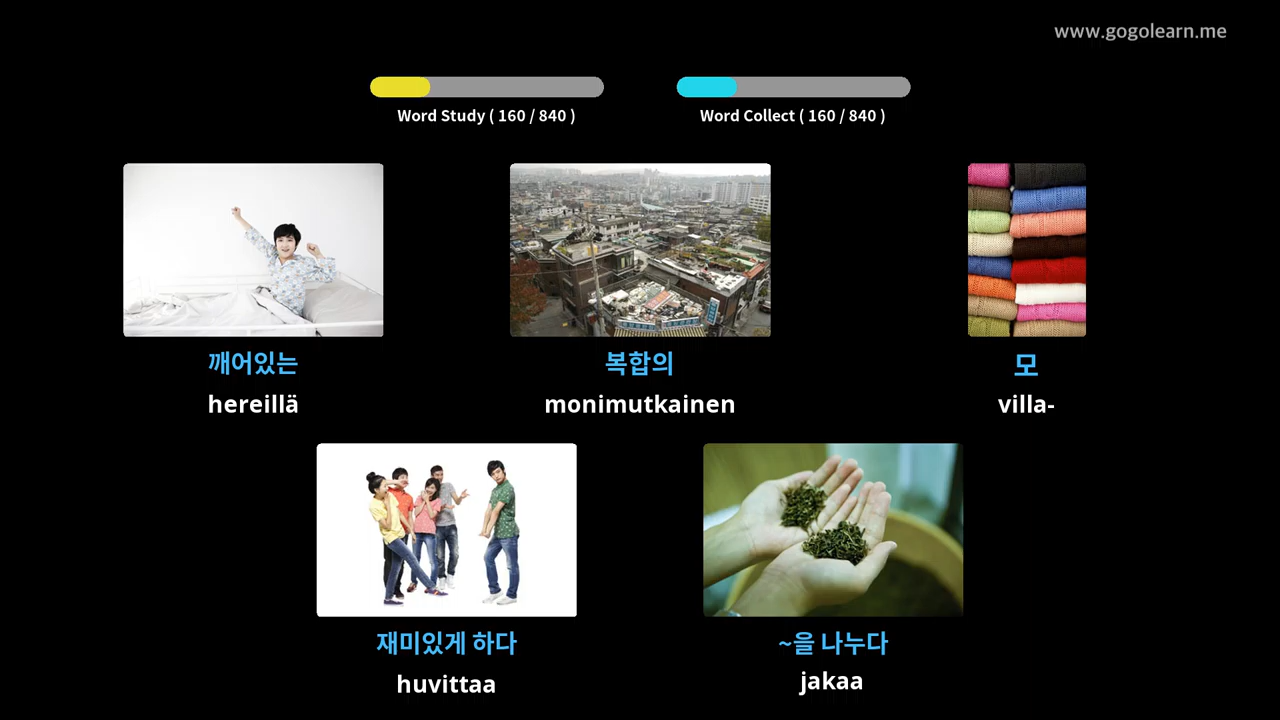 www.gogolearn.me
Word Study ( 160 / 840 )
Word Collect ( 160 / 840 )
깨어있는
hereillä
복합의
monimutkainen
모
villa-
재미있게 하다
huvittaa
~을 나누다
jakaa